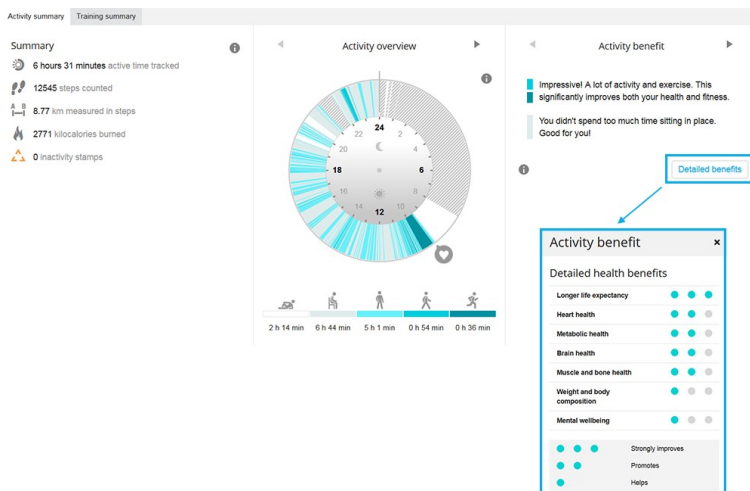 Activity summary
Training summary
Summary
6 hours 31 minutes active time tracked
12545 steps counted
A B
8.77 km measured in steps
2771 kilocalories burned
0 inactivity stamps
Activity overview
24
22
2
20
4
18
6
16
8
14
10
12
2 h 14 min
6 h 44 min
5 h 1 min
0 h 54 min
0 h 36 min
Activity benefit
Impressive! A lot of activity and exercise. This
significantly improves both your health and fitness.
You didn't spend too much time sitting in place.
Good for you!
Detailed benefits
Activity benefit
×
Detailed health benefits
Longer life expectancy
Heart health
Metabolic health
Brain health
Muscle and bone health
Weight and body
composition
Mental wellbeing
Strongly improves
Promotes
Helps